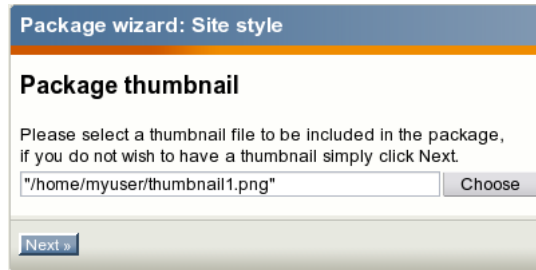 Package wizard: Site style
Package thumbnail
Please select a thumbnail file to be included in the package,
if you do not wish to have a thumbnail simply click Next.
"/home/myuser/thumbnail1.png" Choose
Next »